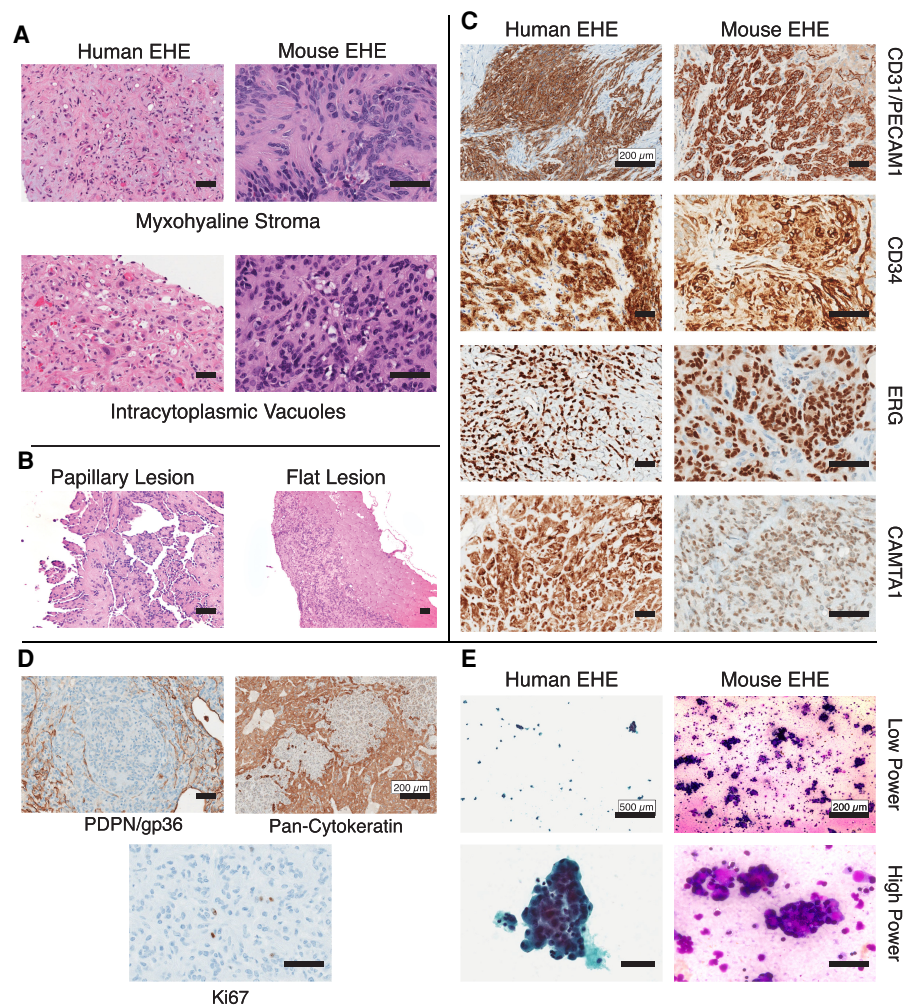 A
Human EHE
Mouse EHE
Myxohyaline Stroma
Intracytoplasmic Vacuoles
B
Papillary Lesion
Flat Lesion
C
Human EHE
Mouse EHE
200 µm
CD31/PECAM1
CD34
ERG
CAMTA1
D
PDPN/gp36
200 µm
Pan-Cytokeratin
Ki67
E
Human EHE
Mouse EHE
500 µm
200 µm
Low Power
High Power